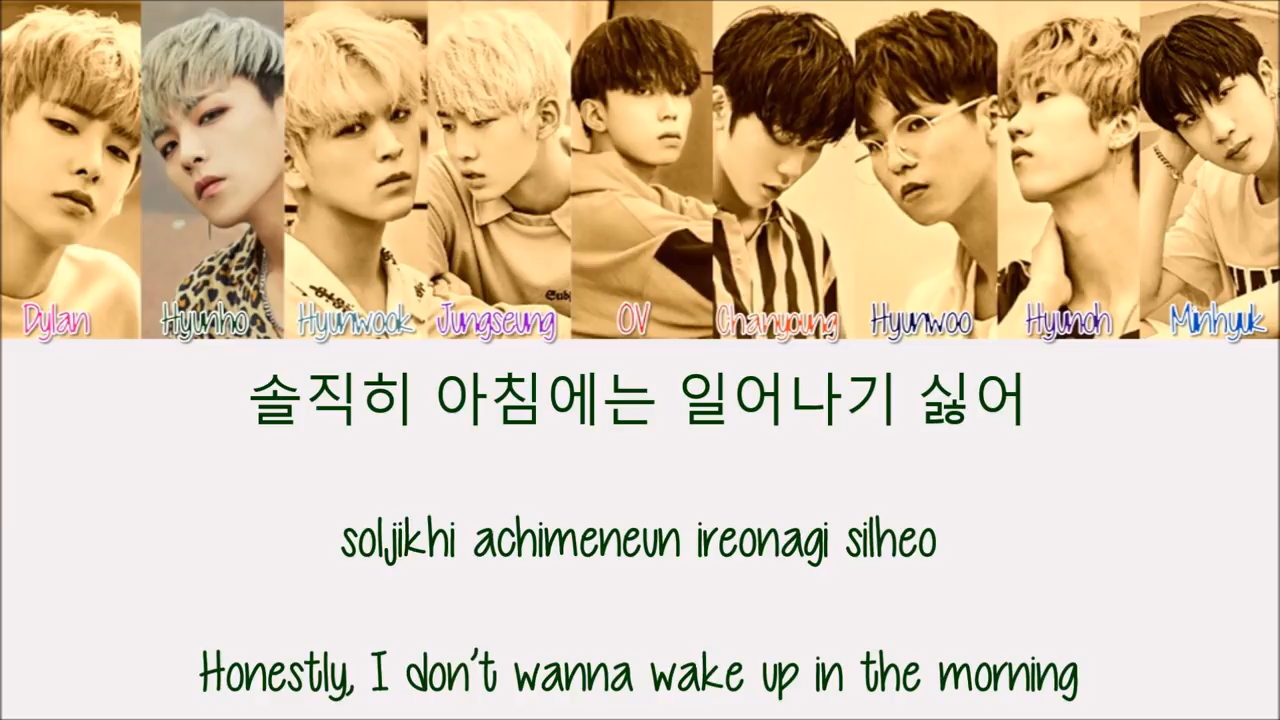 Dylan Hyunho Hyunwook Jungseung OV Chanyoung Hyunwoo Hyunoh Minhyuk
솔직히 아침에는 일어나기 싫어
soljikhi achimeneun ireonagi silheo
Honestly, I don't wanna wake up in the morning